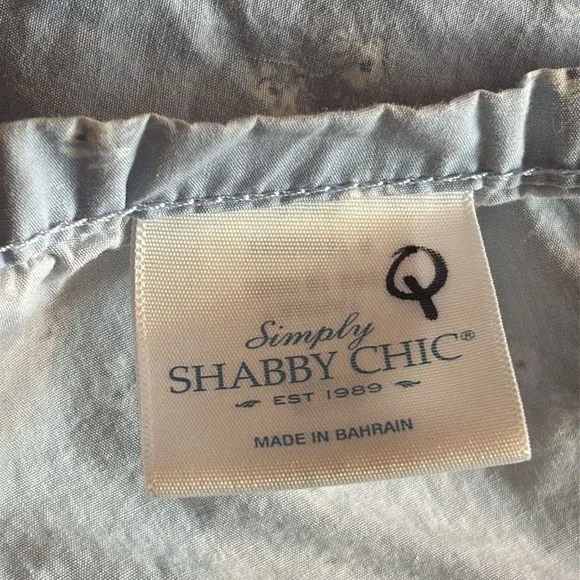 Q
Simply
SHABBY CHIC®
EST 1989
MADE IN BAHRAIN